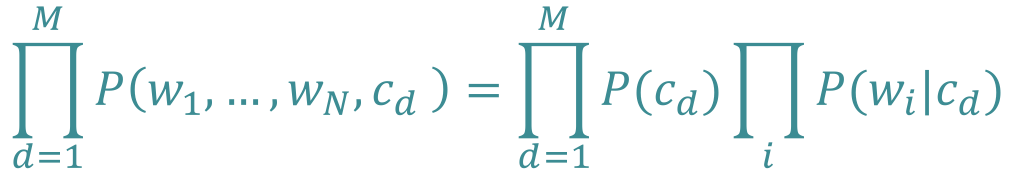 ∏_{d=1}^{M} P(w_1, …, w_N, c_d ) = ∏_{d=1}^{M} P(c_d) ∏_i P(w_i|c_d)